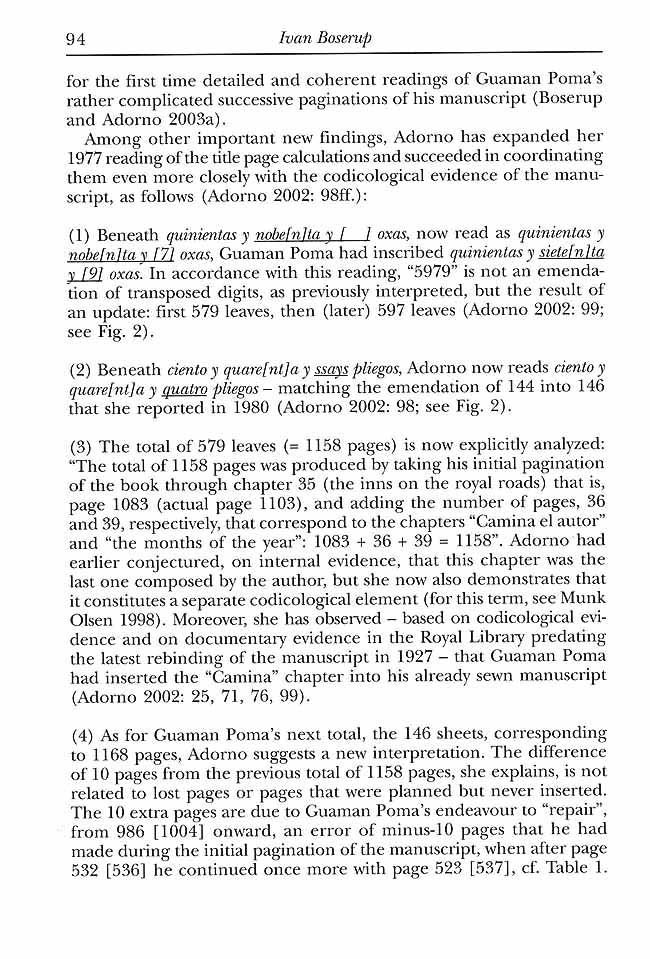 94
Ivan Boserup
for the first time detailed and coherent readings of Guaman Poma's
rather complicated successive paginations of his manuscript (Boserup
and Adorno 2003a).
Among other important new findings, Adorno has expanded her
1977 reading of the title page calculations and succeeded in coordinating
them even more closely with the codicological evidence of the manu-
script, as follows (Adorno 2002: 98ff.):
(1) Beneath quinientas y nobe[n]ta y [   ] oxas, now read as quinientas y
nobe[n]ta y [7] oxas, Guaman Poma had inscribed quinientas y siete[n]ta
y [9] oxas. In accordance with this reading, “5979” is not an emenda-
tion of transposed digits, as previously interpreted, but the result of
an update: first 579 leaves, then (later) 597 leaves (Adorno 2002: 99;
see Fig. 2).
(2) Beneath ciento y quare[nt]a y ssays pliegos, Adorno now reads ciento y
quare[nt]a y quatro pliegos – matching the emendation of 144 into 146
that she reported in 1980 (Adorno 2002: 98; see Fig. 2).
(3) The total of 579 leaves (= 1158 pages) is now explicitly analyzed:
“The total of 1158 pages was produced by taking his initial pagination
of the book through chapter 35 (the inns on the royal roads) that is,
page 1083 (actual page 1103), and adding the number of pages, 36
and 39, respectively, that correspond to the chapters “Camina el autor”
and “the months of the year”: 1083 + 36 + 39 = 1158”. Adorno had
earlier conjectured, on internal evidence, that this chapter was the
last one composed by the author, but she now also demonstrates that
it constitutes a separate codicological element (for this term, see Munk
Olsen 1998). Moreover, she has observed – based on codicological evi-
dence and on documentary evidence in the Royal Library predating
the latest rebinding of the manuscript in 1927 – that Guaman Poma
had inserted the “Camina” chapter into his already sewn manuscript
(Adorno 2002: 25, 71, 76, 99).
(4) As for Guaman Poma's next total, the 146 sheets, corresponding
to 1168 pages, Adorno suggests a new interpretation. The difference
of 10 pages from the previous total of 1158 pages, she explains, is not
related to lost pages or pages that were planned but never inserted.
The 10 extra pages are due to Guaman Poma's endeavour to “repair”,
from 986 [1004] onward, an error of minus-10 pages that he had
made during the initial pagination of the manuscript, when after page
532 [536] he continued once more with page 523 [537], cf. Table 1.